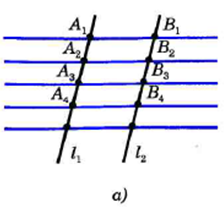 A₁ B₁
A₂ B₂
A₃ B₃
A₄ B₄
l₁ l₂
а)